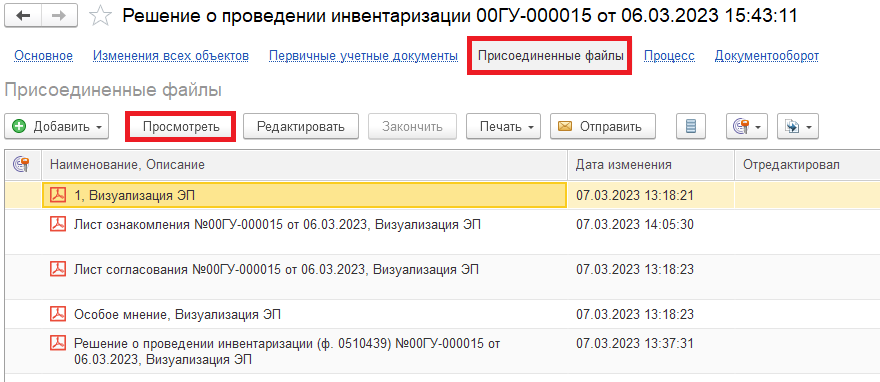 Решение о проведении инвентаризации 00ГУ-000015 от 06.03.2023 15:43:11
Основное Изменения всех объектов Первичные учетные документы Присоединенные файлы Процесс Документооборот
Присоединенные файлы
Добавить Просмотреть Редактировать Закончить Печать Отправить
Наименование, Описание Дата изменения Отредактировал
1, Визуализация ЭП 07.03.2023 13:18:21
Лист ознакомления №00ГУ-000015 от 06.03.2023, Визуализация ЭП 07.03.2023 14:05:30
Лист согласования №00ГУ-000015 от 06.03.2023, Визуализация ЭП 07.03.2023 13:18:23
Особое мнение, Визуализация ЭП 07.03.2023 13:18:23
Решение о проведении инвентаризации (ф. 0510439) №00ГУ-000015 от 07.03.2023 13:37:31
06.03.2023, Визуализация ЭП